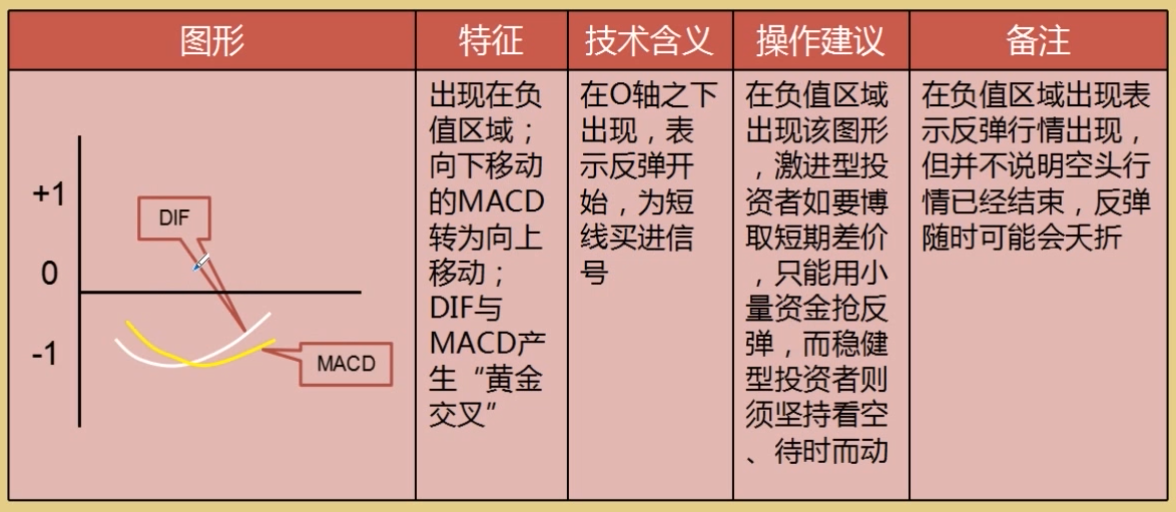 图形
特征
技术含义
操作建议
备注
+1
0
-1
DIF
MACD
出现在负
值区域；
向下移动
的MACD
转为向上
移动；
DIF与
MACD产
生“黄金
交叉”
在O轴之下
出现，表
示反弹开
始，为短
线买进信
号
在负值区域
出现该图形
，激进型投
资者如要博
取短期差价
，只能用小
量资金抢反
弹，而稳健
型投资者则
须坚持看空
、待时而动
在负值区域出现表
示反弹行情出现，
但并不说明空头行
情已经结束，反弹
随时可能会夭折